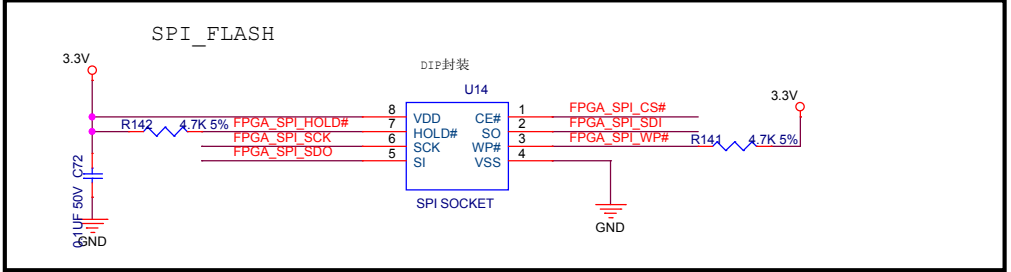 SPI_FLASH
3.3V
DIP封装
U14
3.3V
8 VDD CE# 1 FPGA_SPI_CS#
R142 4.7K 5% FPGA_SPI_HOLD# 7 HOLD# SO 2 FPGA_SPI_SDI
FPGA_SPI_SCK 6 SCK WP# 3 FPGA_SPI_WP# R141 4.7K 5%
FPGA_SPI_SDO 5 SI VSS 4
0.1UF 50V C72
SPI SOCKET
GND
GND